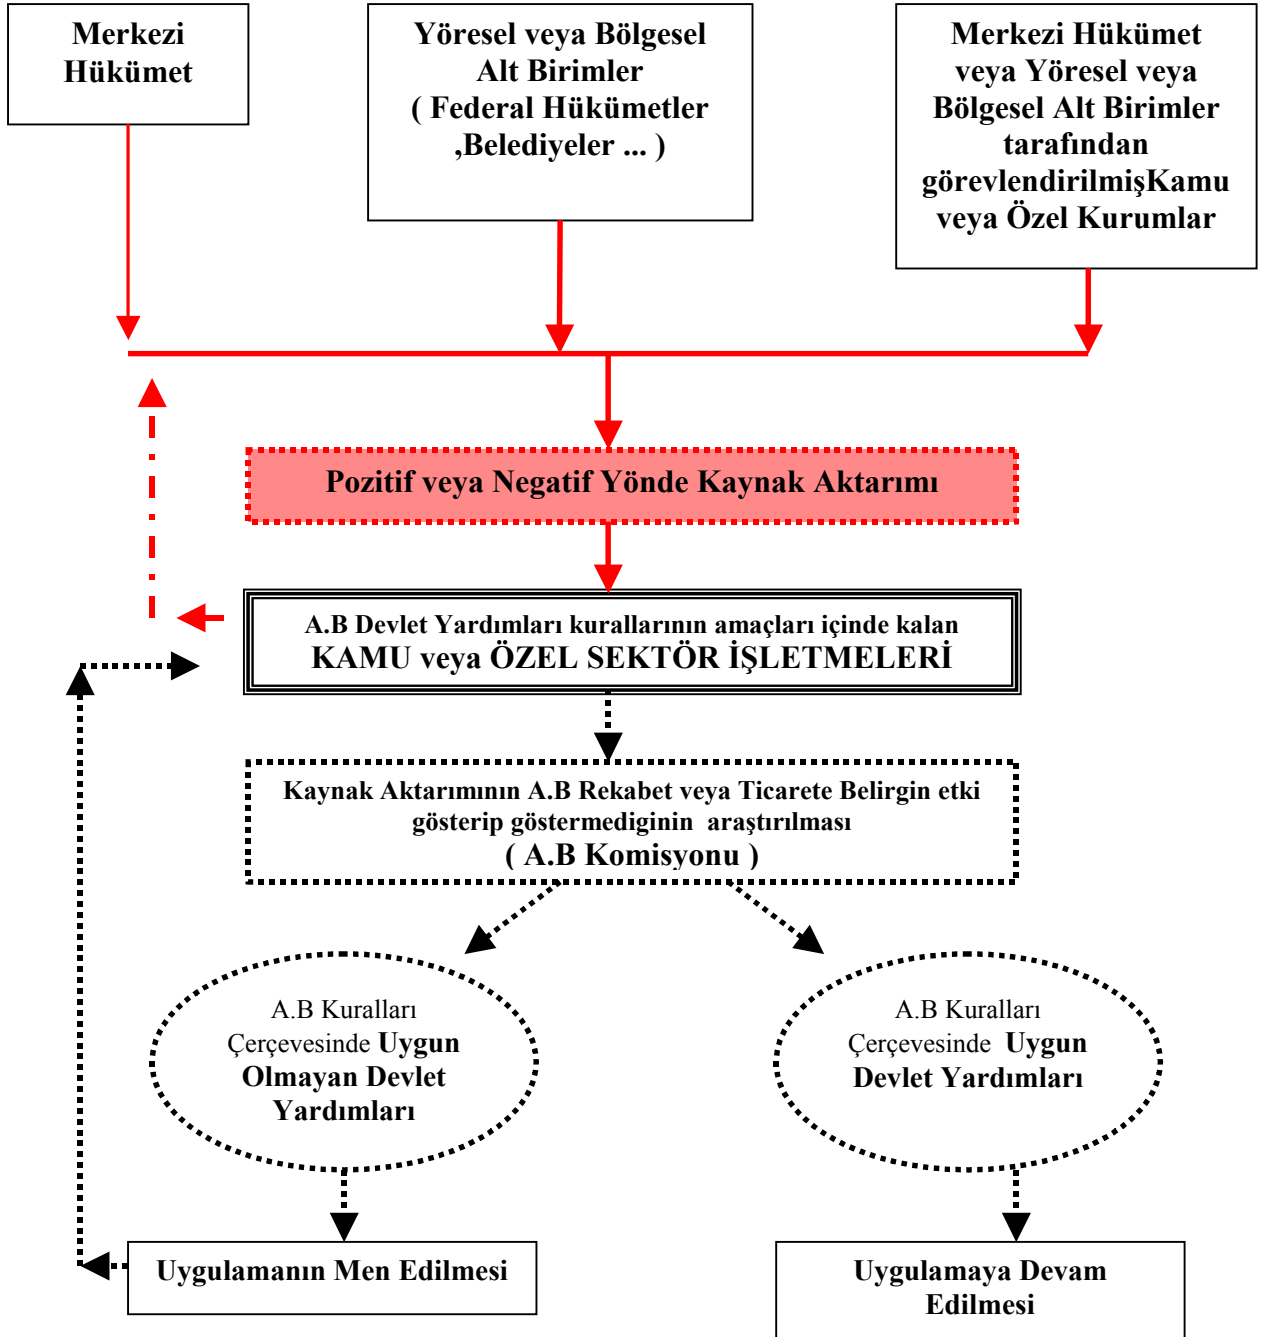 Merkezi
Hükümet
Yöresel veya Bölgesel
Alt Birimler
( Federal Hükümetler
,Belediyeler ... )
Merkezi Hükümet
veya Yöresel veya
Bölgesel Alt Birimler
tarafından
görevlendirilmişKamu
veya Özel Kurumlar
Pozitif veya Negatif Yönde Kaynak Aktarımı
A.B Devlet Yardımları kurallarının amaçları içinde kalan
KAMU veya ÖZEL SEKTÖR İŞLETMELERİ
Kaynak Aktarımının A.B Rekabet veya Ticarete Belirgin etki
gösterip göstermediginin araştırılması
( A.B Komisyonu )
A.B Kuralları
Çerçevesinde Uygun
Olmayan Devlet
Yardımları
A.B Kuralları
Çerçevesinde Uygun
Devlet Yardımları
Uygulamanın Men Edilmesi
Uygulamaya Devam
Edilmesi